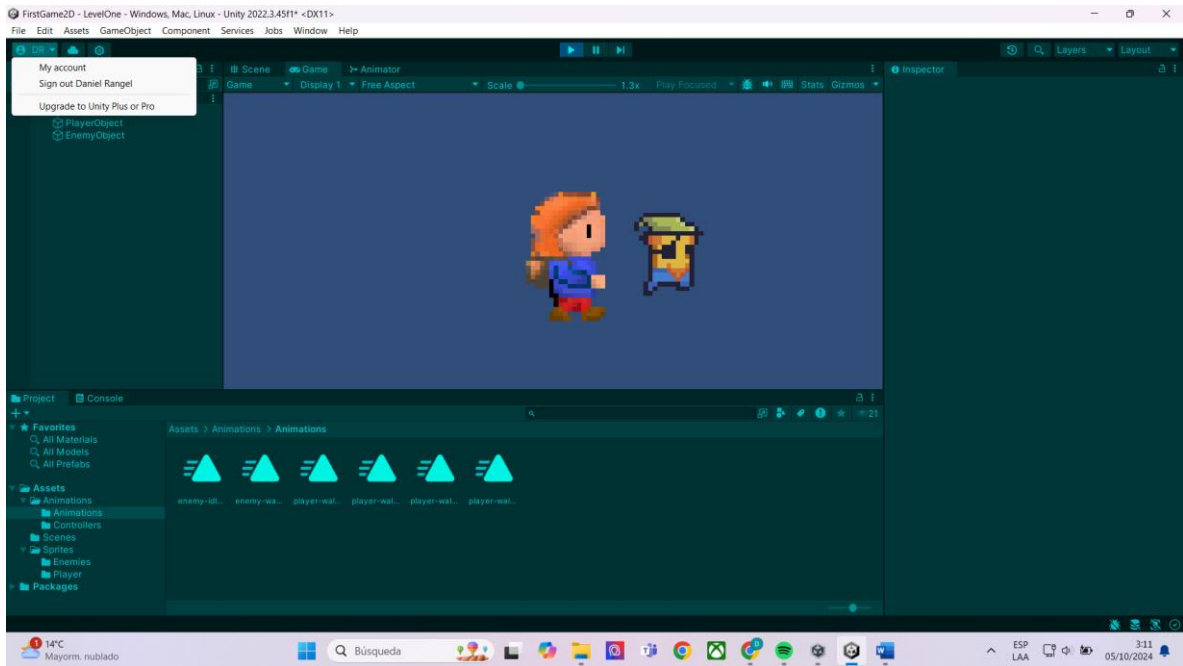 FirstGame2D - LevelOne - Windows, Mac, Linux - Unity 2022.3.45f1* <DX11>
File Edit Assets GameObject Component Services Jobs Window Help
DR
Layers Layout
My account
Sign out Daniel Rangel
Upgrade to Unity Plus or Pro
PlayerObject
EnemyObject
Scene Game Animator
Game Display 1 Free Aspect Scale 1.3x Play Focused Stats Gizmos
Inspector
Project Console
21
Favorites
All Materials
All Models
All Prefabs
Assets
Animations
Animations
Controllers
Scenes
Sprites
Enemies
Player
Packages
Assets > Animations > Animations
enemy-idl... enemy-wa... player-wal... player-wal... player-wal... player-wal...
1
14°C
Mayorm. nublado
Búsqueda
ESP
LAA
3:11
05/10/2024